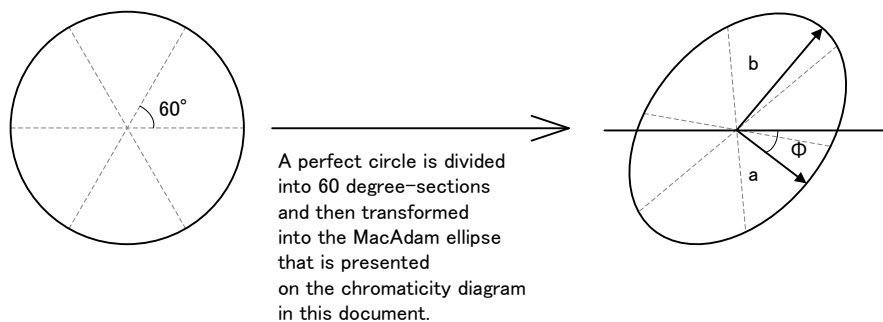 60°
A perfect circle is divided
into 60 degree-sections
and then transformed
into the MacAdam ellipse
that is presented
on the chromaticity diagram
in this document.
b
Φ
a